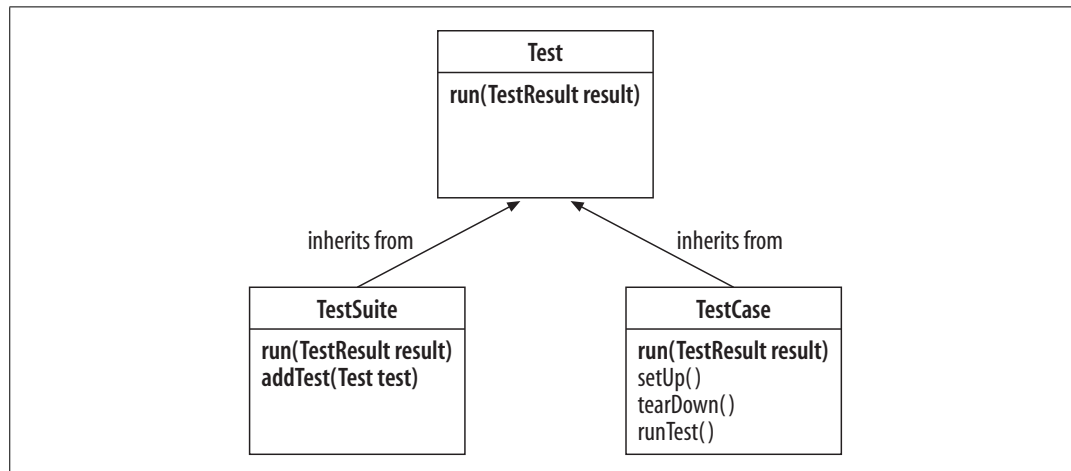 Test
run(TestResult result)
inherits from
inherits from
TestSuite
run(TestResult result)
addTest(Test test)
TestCase
run(TestResult result)
setUp()
tearDown()
runTest()